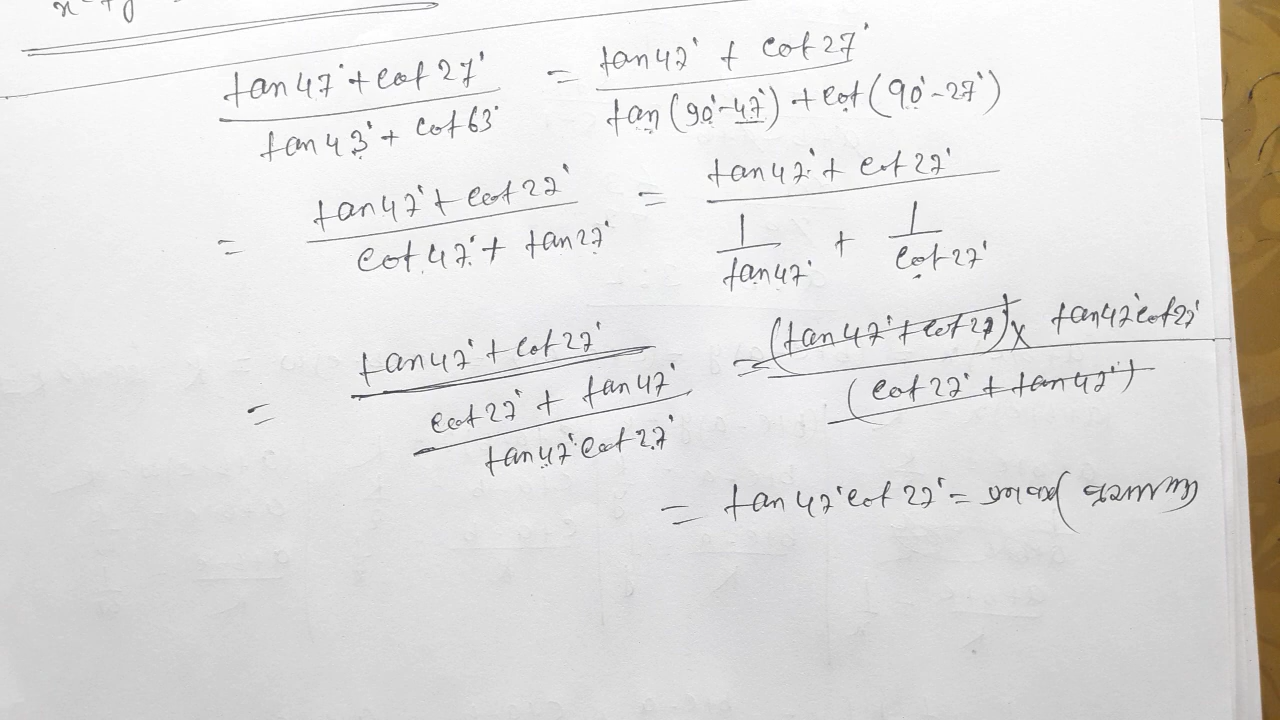 tan 47° + cot 27° / tan 43° + cot 63° = tan 47° + cot 27° / tan (90° - 47°) + cot (90° - 27°)
= tan 47° + cot 27° / cot 47° + tan 27° = tan 47° + cot 27° / 1/tan 47° + 1/cot 27°
= tan 47° + cot 27° / cot 27° + tan 47° / tan 47° cot 27° = (tan 47° + cot 27°) × tan 47° cot 27° / (cot 27° + tan 47°)
= tan 47° cot 27° =